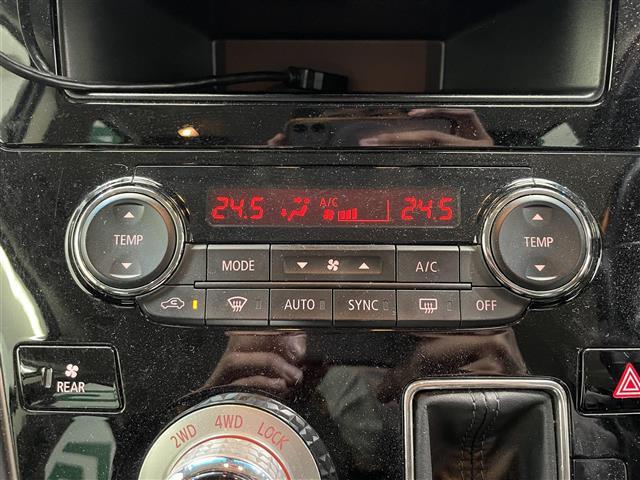 24.5 A/C 24.5
TEMP
TEMP
MODE A/C
AUTO SYNC OFF
REAR
2WD 4WD LOCK